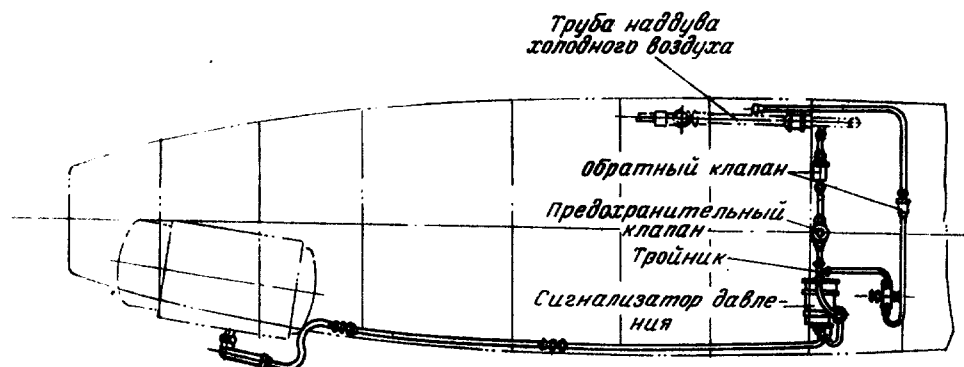 Труба наддува
холодного воздуха
Обратный клапан
Предохранительный
клапан
Тройник
Сигнализатор давле-
ния